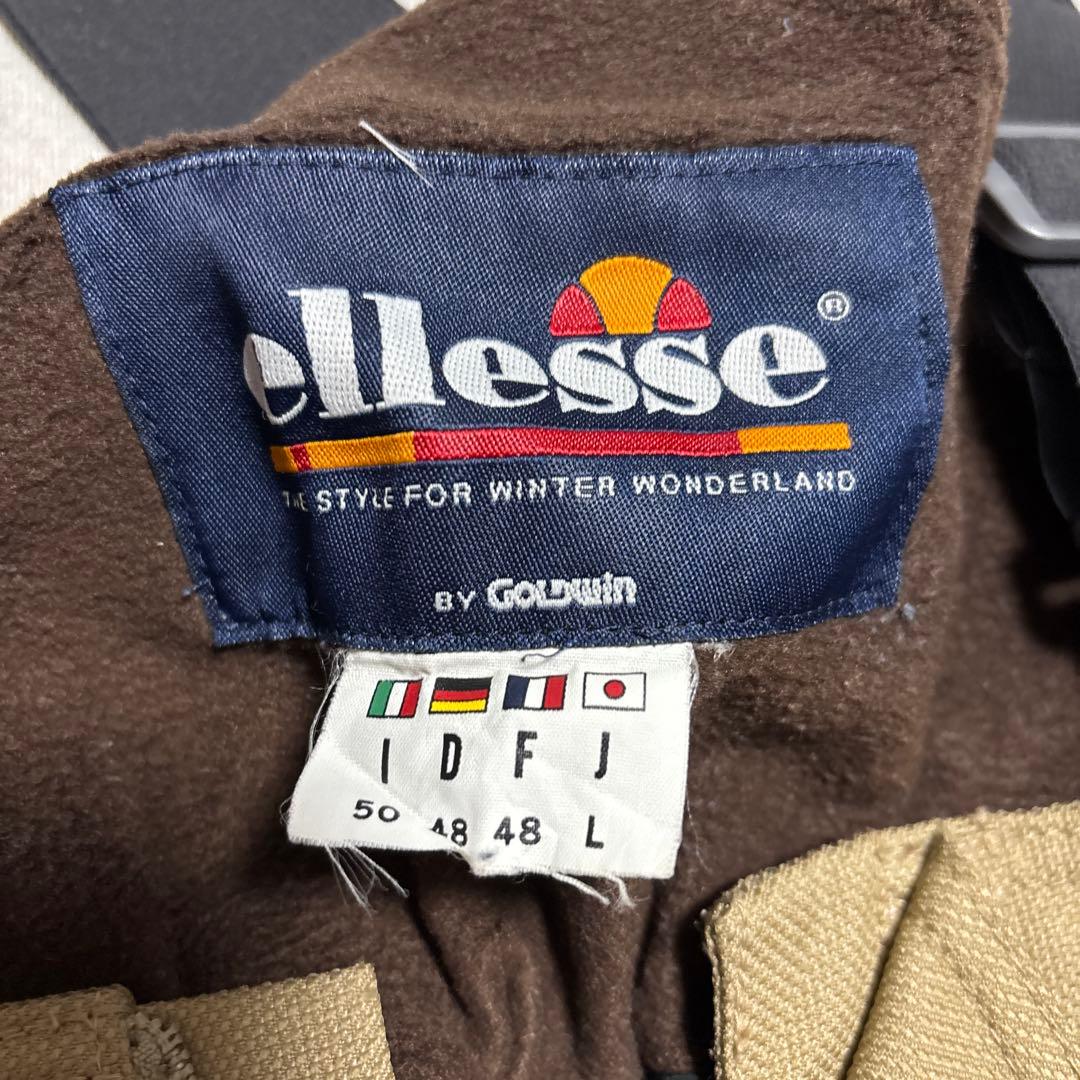 ellesse®
THE STYLE FOR WINTER WONDERLAND
BY GOLDWIN
I D F J
50 48 48 L